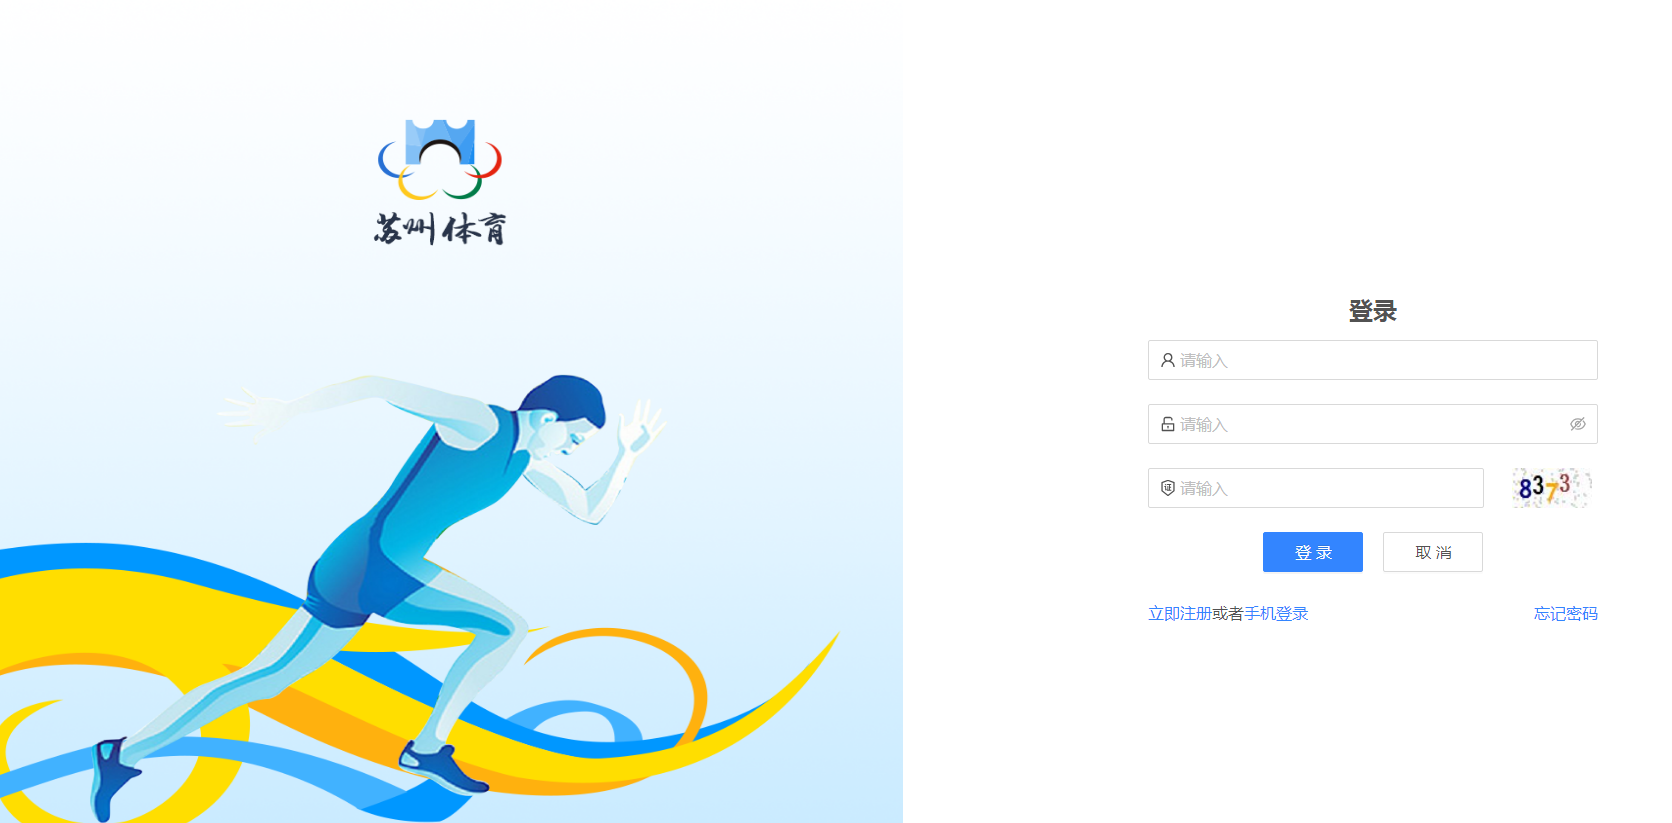 苏州体育
登录
请输入
请输入
证 请输入
8373
登 录
取 消
立即注册或者手机登录
忘记密码